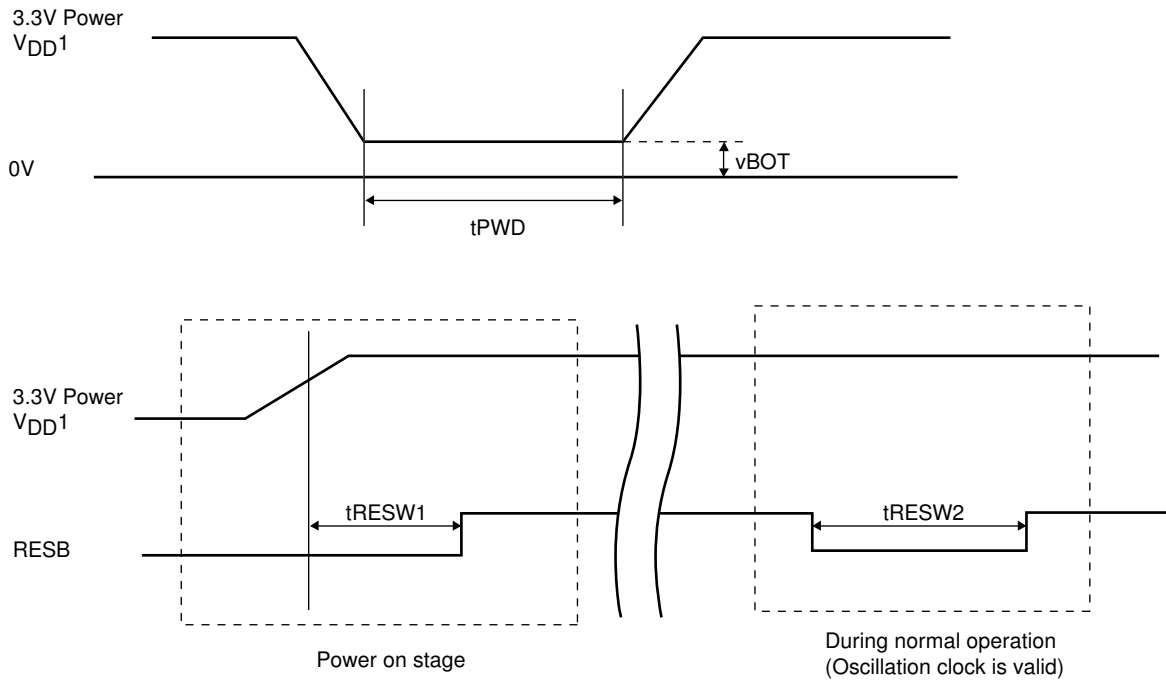 3.3V Power
VDD1
0V
vBOT
tPWD
3.3V Power
VDD1
tRESW1
tRESW2
RESB
Power on stage
During normal operation
(Oscillation clock is valid)